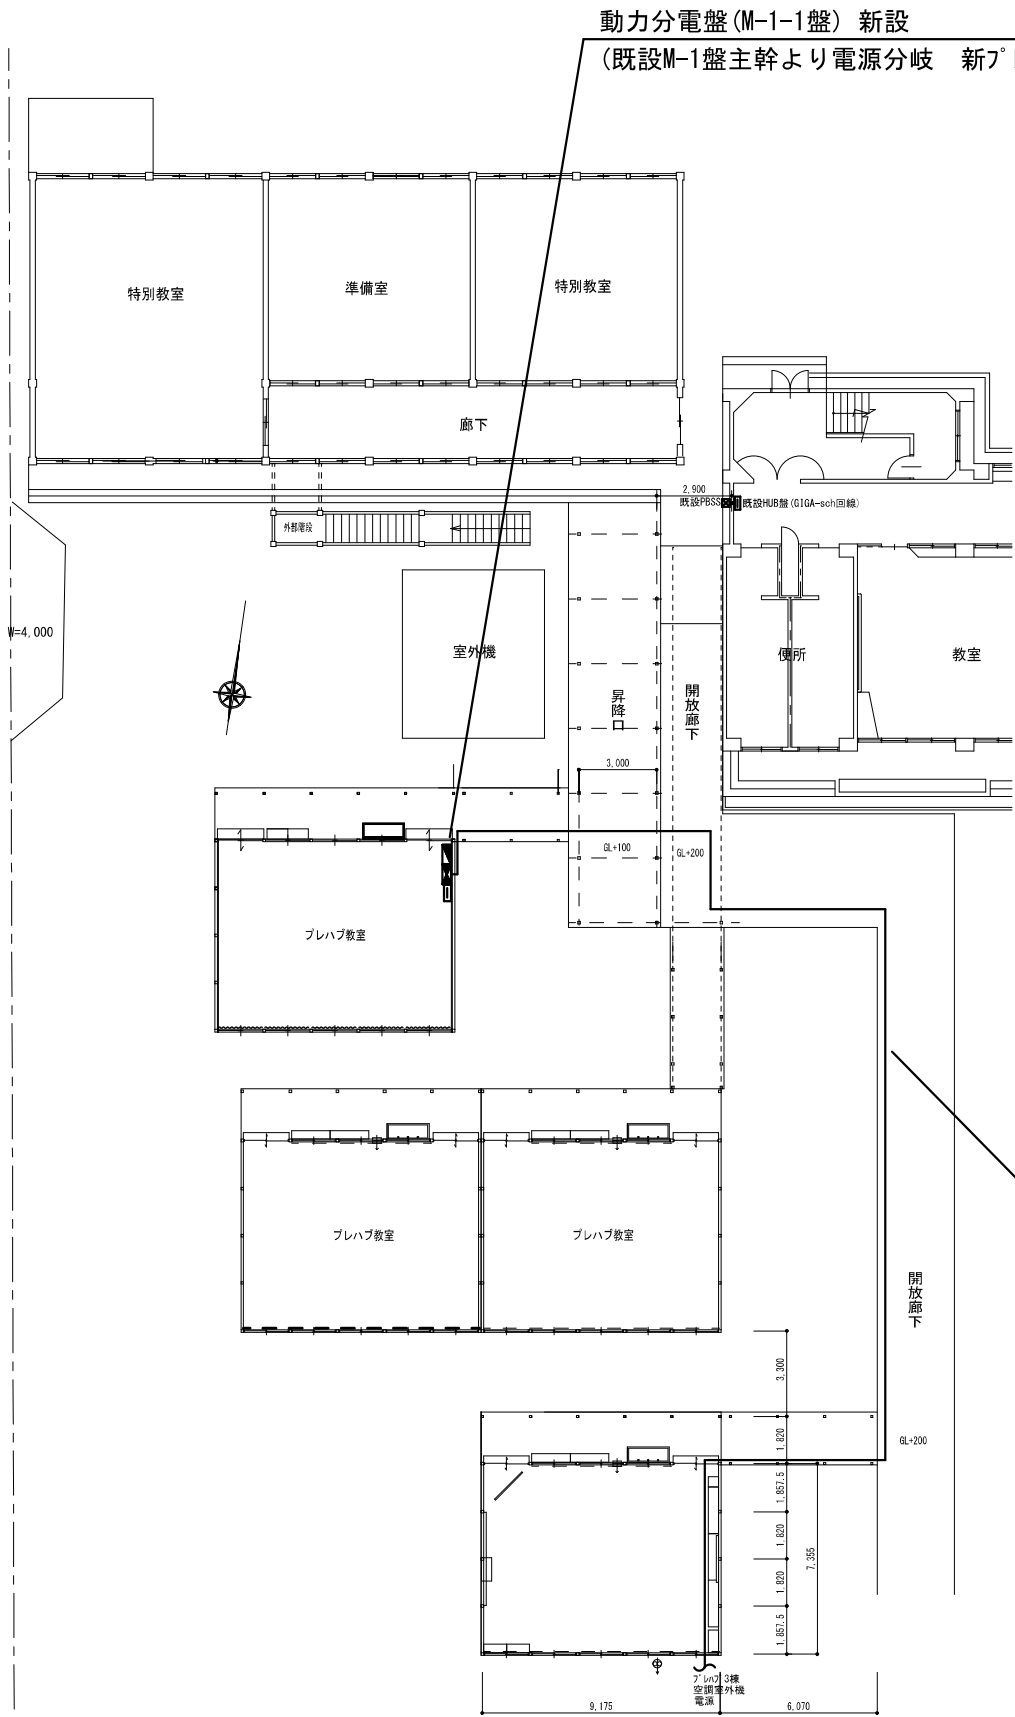 動力分電盤(M-1-1盤) 新設
(既設M-1盤主幹より電源分岐 新ﾌﾟ
特別教室
準備室
特別教室
廊下
2,900
既設PBSS
既設HUB盤(GIGA-sch回線)
外部階段
W=4,000
室外機
昇降口
開放廊下
便所
教室
3,000
GL+100
GL+200
プレハブ教室
プレハブ教室
プレハブ教室
開放廊下
3,300
1,820
GL+200
1,857.5
1,820
7,355
1,820
1,857.5
ﾌﾟﾚﾊﾌﾞ3棟
空調室外機
電源
9,175
6,070